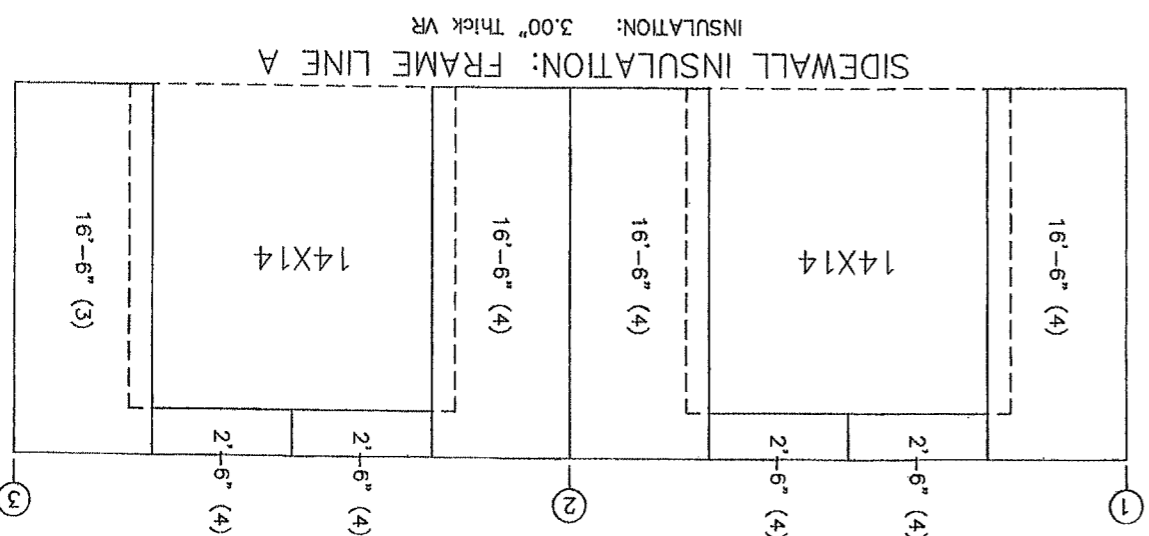 1
2
3
2'-6" (4)
2'-6" (4)
2'-6" (4)
2'-6" (4)
16'-6" (4)
14X14
16'-6" (4)
16'-6" (4)
14X14
16'-6" (3)
SIDEWALL INSULATION: FRAME LINE A
INSULATION: 3.00" Thick VR